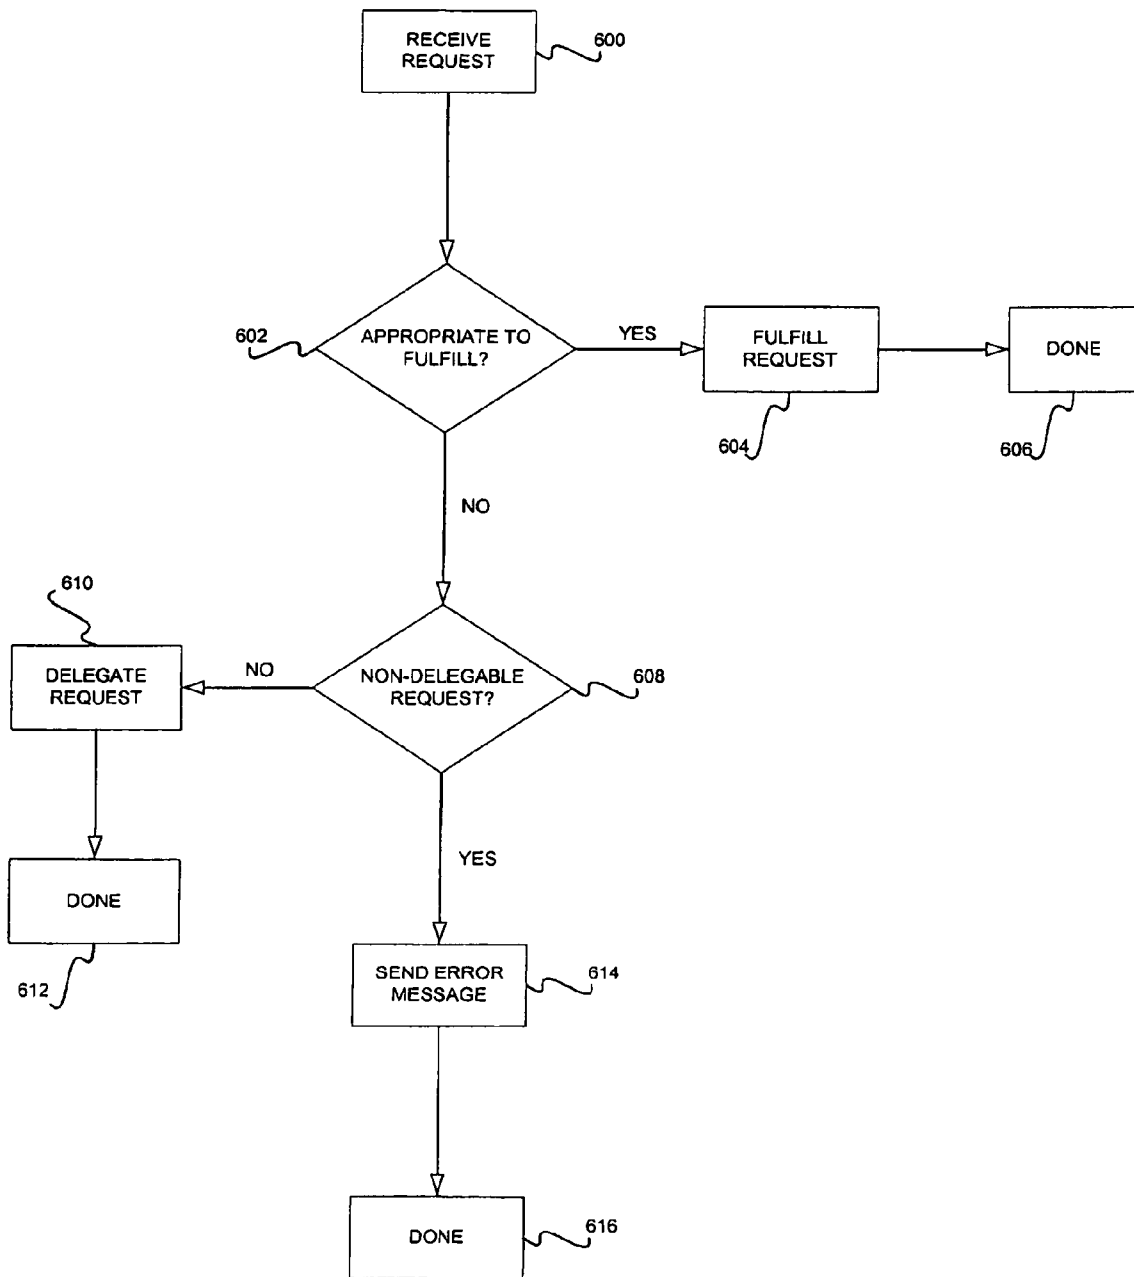 RECEIVE
REQUEST
600
602
APPROPRIATE TO
FULFILL?
YES
FULFILL
REQUEST
604
DONE
606
NO
610
DELEGATE
REQUEST
NO
NON-DELEGABLE
REQUEST?
608
YES
DONE
612
SEND ERROR
MESSAGE
614
DONE
616